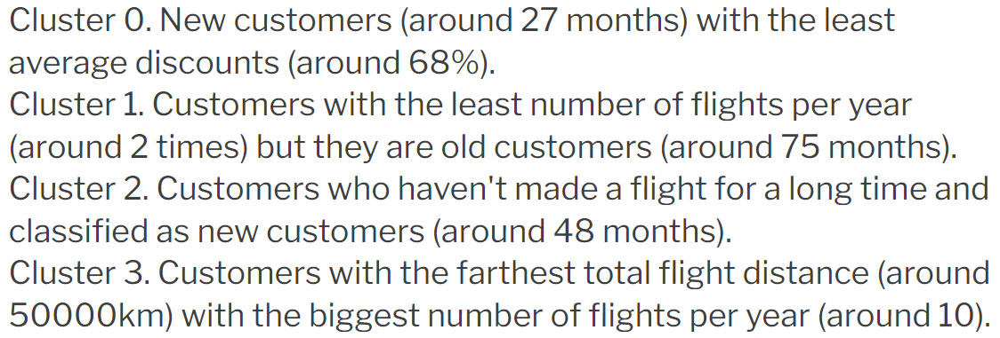 Cluster 0. New customers (around 27 months) with the least
average discounts (around 68%).
Cluster 1. Customers with the least number of flights per year
(around 2 times) but they are old customers (around 75 months).
Cluster 2. Customers who haven't made a flight for a long time and
classified as new customers (around 48 months).
Cluster 3. Customers with the farthest total flight distance (around
50000km) with the biggest number of flights per year (around 10).